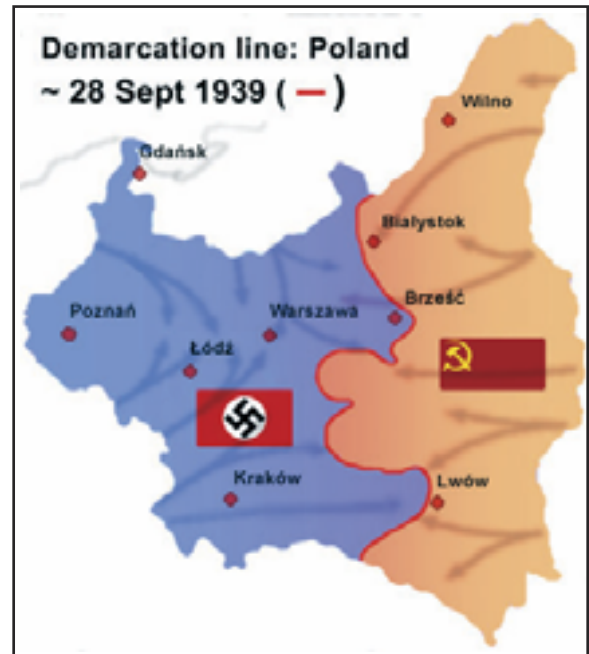 Demarcation line: Poland
~ 28 Sept 1939 ( — )
Wilno
Gdańsk
Białystok
Brześć
Poznań
Warszawa
Łódź
Kraków
Lwów